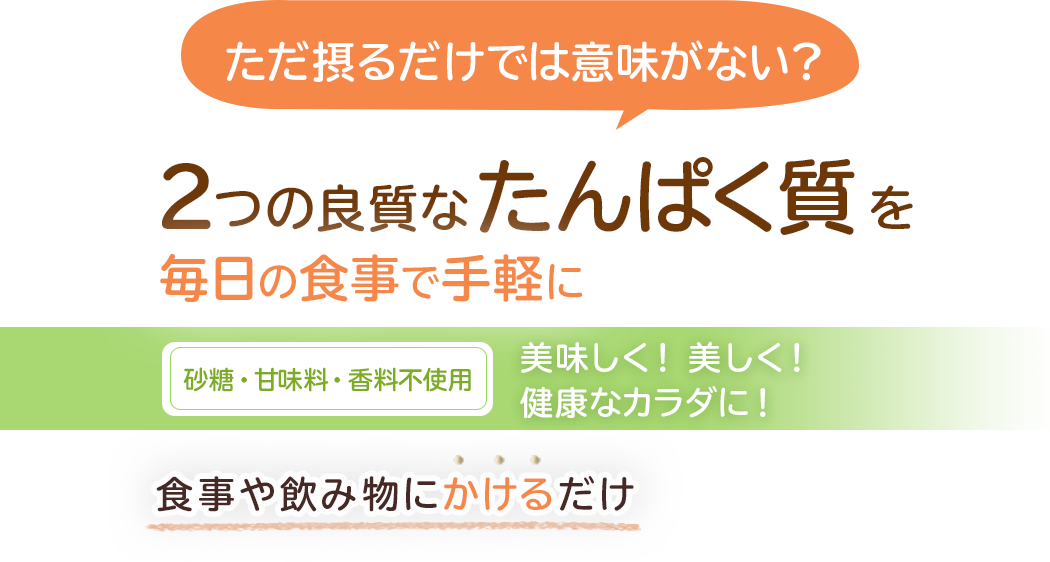 ただ摂るだけでは意味がない？
2つの良質なたんぱく質を
毎日の食事で手軽に
砂糖・甘味料・香料不使用
美味しく！ 美しく！
健康なカラダに！
食事や飲み物にかけるだけ